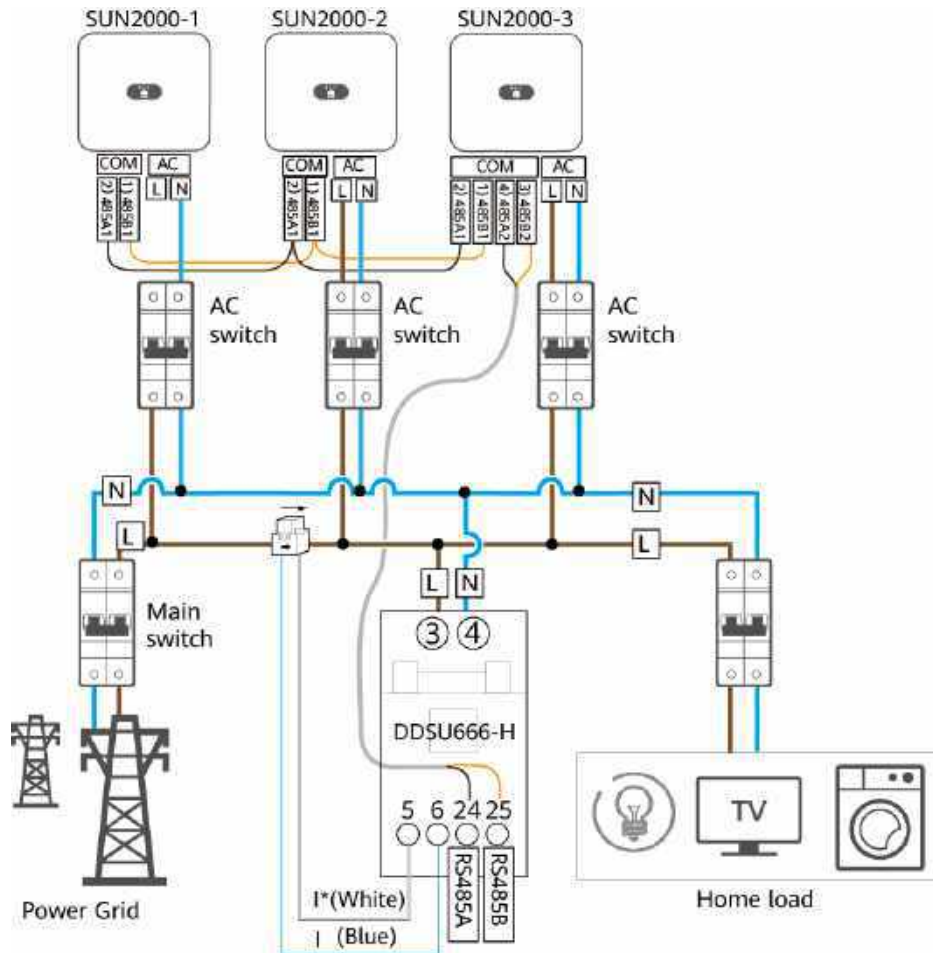 SUN2000-1
SUN2000-2
SUN2000-3
COM
AC
COM
AC
COM
AC
2) 485A1
1) 485B1
L
N
2) 485A1
1) 485B1
L
N
2) 485A1
1) 485B1
4) 485A2
3) 485B2
L
N
AC
switch
AC
switch
AC
switch
N
N
L
L
L
N
Main
switch
3
4
DDSU666-H
5
6
24
25
RS485A
RS485B
TV
Power Grid
I*(White)
I (Blue)
Home load